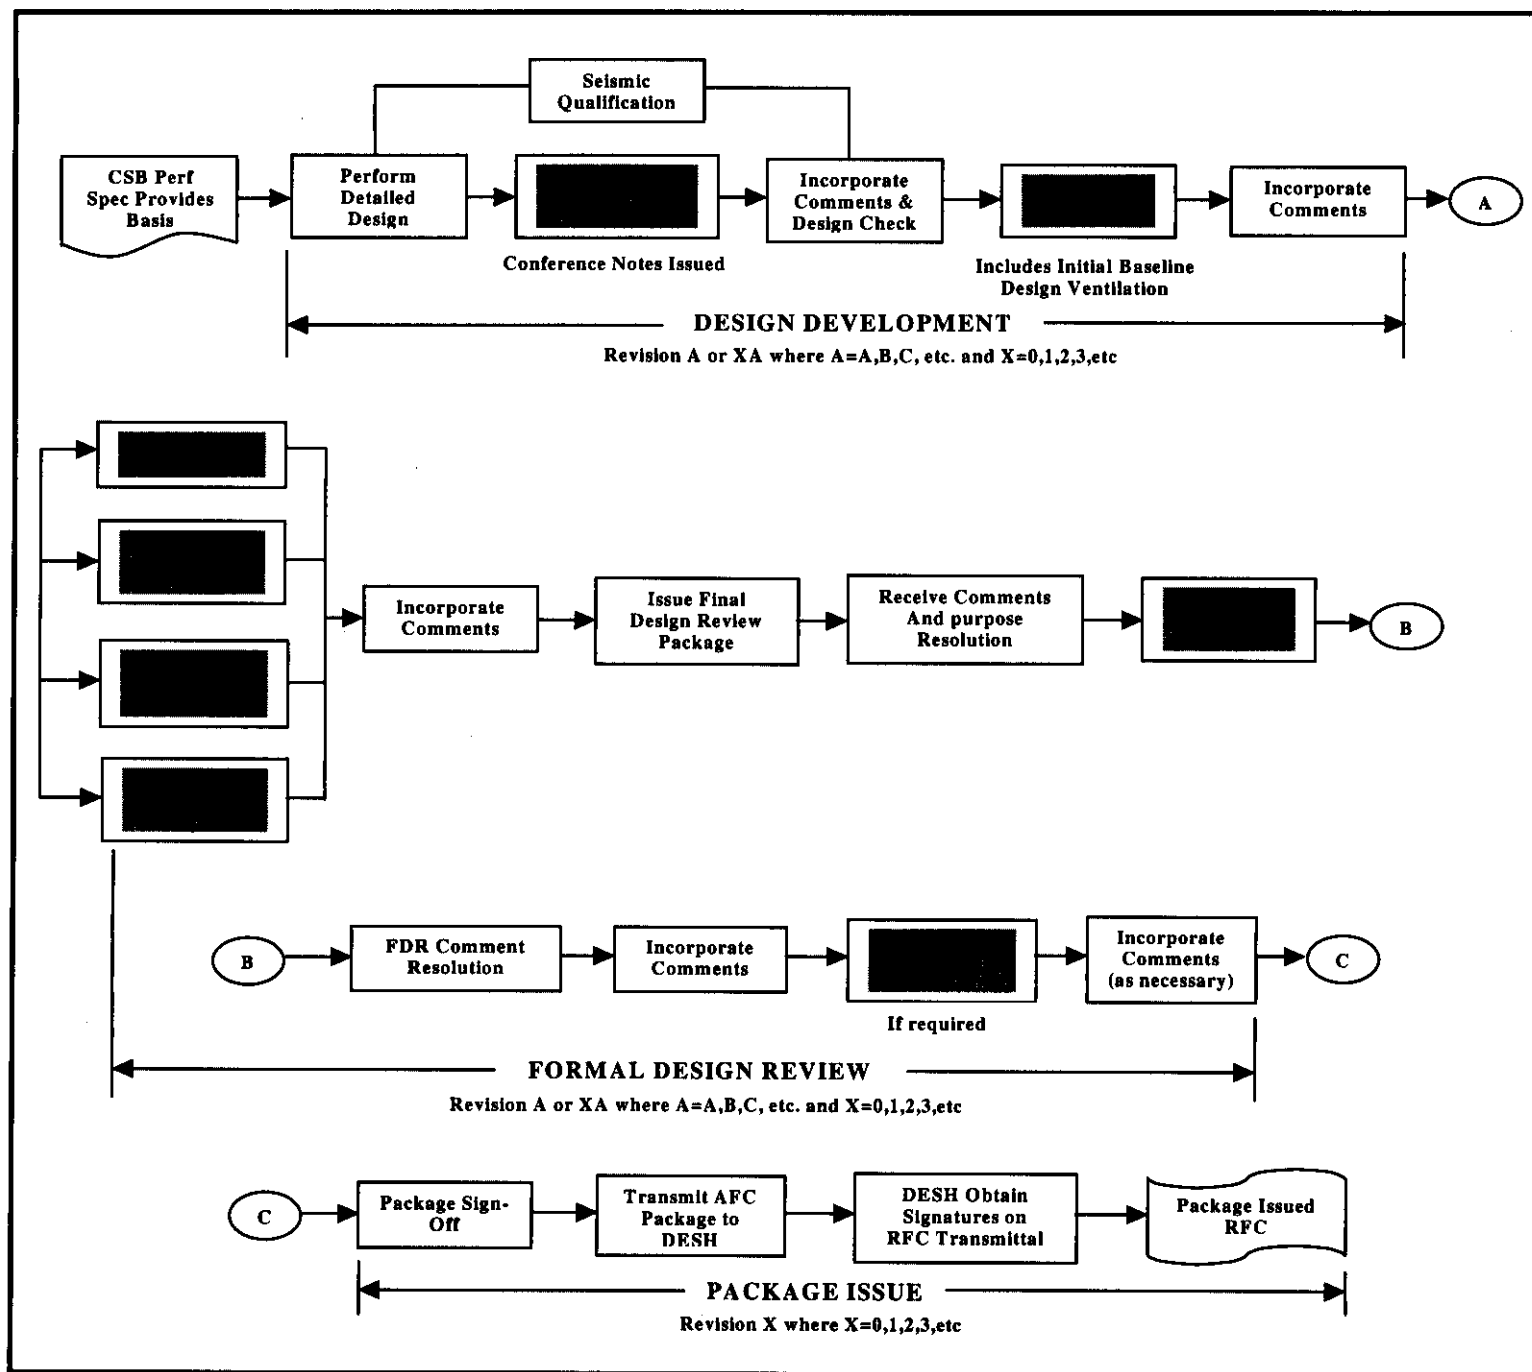 Seismic
Qualification
CSB Perf
Spec Provides
Basis
Perform
Detailed
Design
Incorporate
Comments &
Design Check
Incorporate
Comments
A
Conference Notes Issued
Includes Initial Baseline
Design Ventilation
DESIGN DEVELOPMENT
Revision A or XA where A=A,B,C, etc. and X=0,1,2,3,etc
Incorporate
Comments
Issue Final
Design Review
Package
Receive Comments
And purpose
Resolution
B
B
FDR Comment
Resolution
Incorporate
Comments
If required
Incorporate
Comments
(as necessary)
C
FORMAL DESIGN REVIEW
Revision A or XA where A=A,B,C, etc. and X=0,1,2,3,etc
C
Package Sign-
Off
Transmit AFC
Package to
DESH
DESH Obtain
Signatures on
RFC Transmittal
Package Issued
RFC
PACKAGE ISSUE
Revision X where X=0,1,2,3,etc